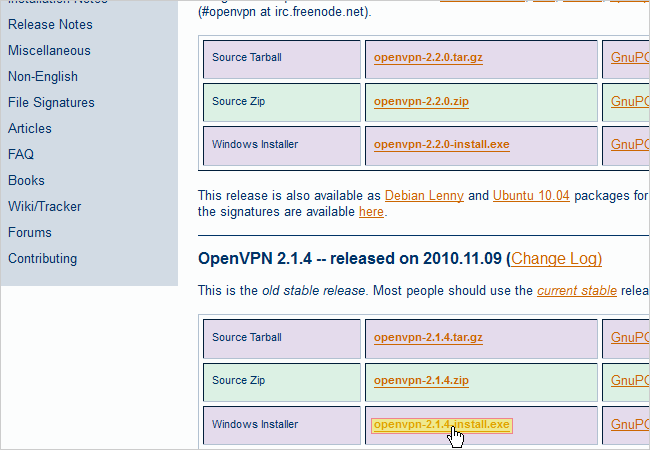 Installation Notes
Release Notes
Miscellaneous
Non-English
File Signatures
Articles
FAQ
Books
Wiki/Tracker
Forums
Contributing
(#openvpn at irc.freenode.net).
Source Tarball openvpn-2.2.0.tar.gz GnuPG
Source Zip openvpn-2.2.0.zip GnuPG
Windows Installer openvpn-2.2.0-install.exe GnuPG
This release is also available as Debian Lenny and Ubuntu 10.04 packages for
the signatures are available here.
OpenVPN 2.1.4 -- released on 2010.11.09 (Change Log)
This is the old stable release. Most people should use the current stable relea
Source Tarball openvpn-2.1.4.tar.gz GnuPG
Source Zip openvpn-2.1.4.zip GnuPG
Windows Installer openvpn-2.1.4-install.exe GnuPG